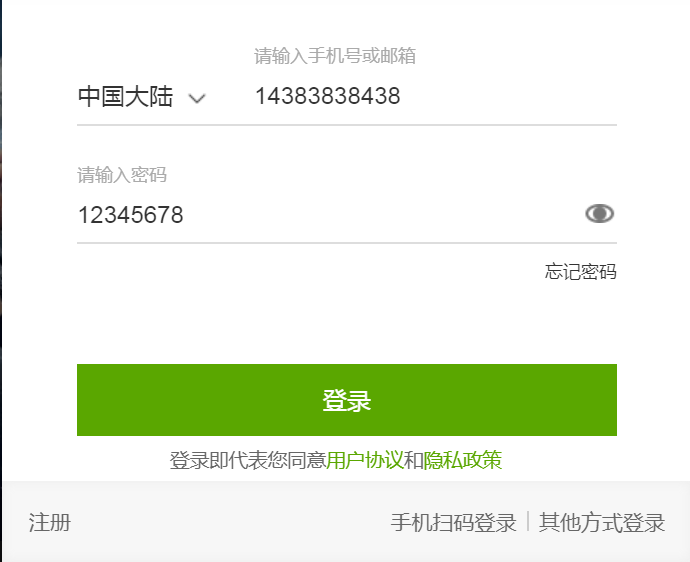 请输入手机号或邮箱
中国大陆 14383838438
请输入密码
12345678
忘记密码
登录
登录即代表您同意用户协议和隐私政策
注册 手机扫码登录 其他方式登录